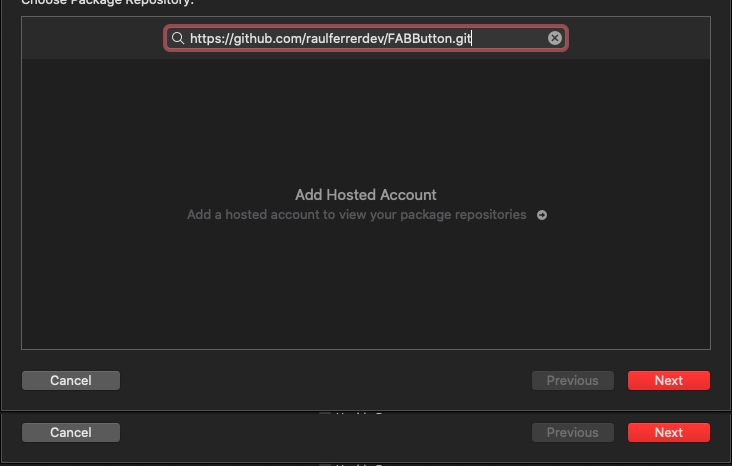 Choose Package Repository:
https://github.com/raulferrerdev/FABButton.git
Add Hosted Account
Add a hosted account to view your package repositories
Cancel
Previous
Next
Cancel
Previous
Next